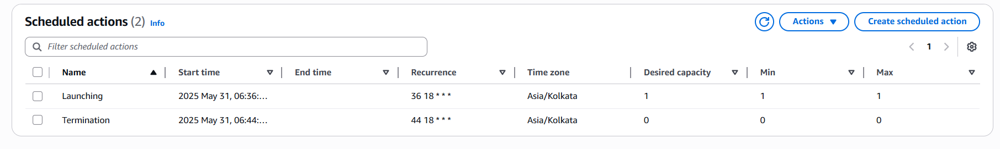 Scheduled actions (2) Info
Actions
Create scheduled action
Filter scheduled actions
1
Name Start time End time Recurrence Time zone Desired capacity Min Max
Launching 2025 May 31, 06:36:... 36 18 * * * Asia/Kolkata 1 1 1
Termination 2025 May 31, 06:44:... 44 18 * * * Asia/Kolkata 0 0 0